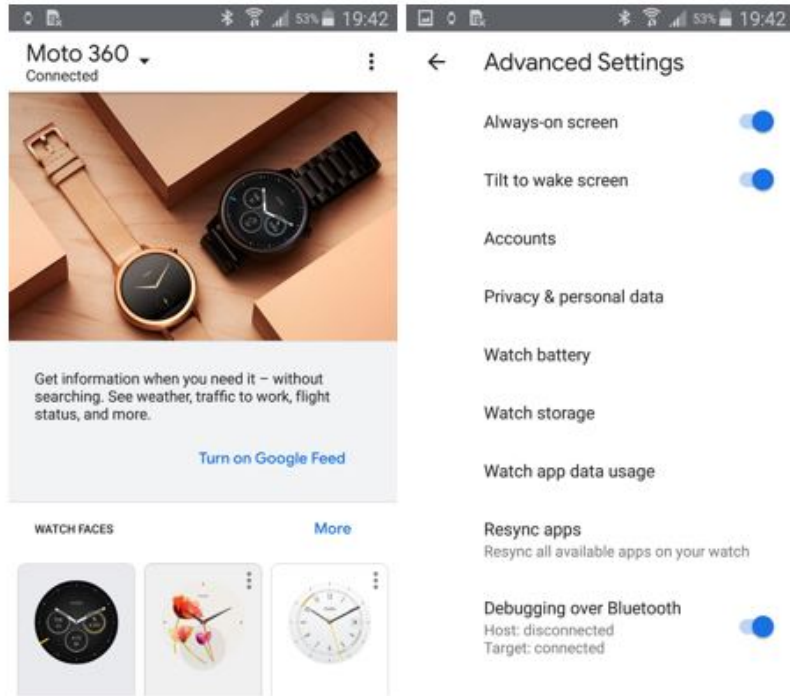 53% 19:42
Moto 360
Connected
Get information when you need it – without
searching. See weather, traffic to work, flight
status, and more.
Turn on Google Feed
WATCH FACES
More
53% 19:42
Advanced Settings
Always-on screen
Tilt to wake screen
Accounts
Privacy & personal data
Watch battery
Watch storage
Watch app data usage
Resync apps
Resync all available apps on your watch
Debugging over Bluetooth
Host: disconnected
Target: connected